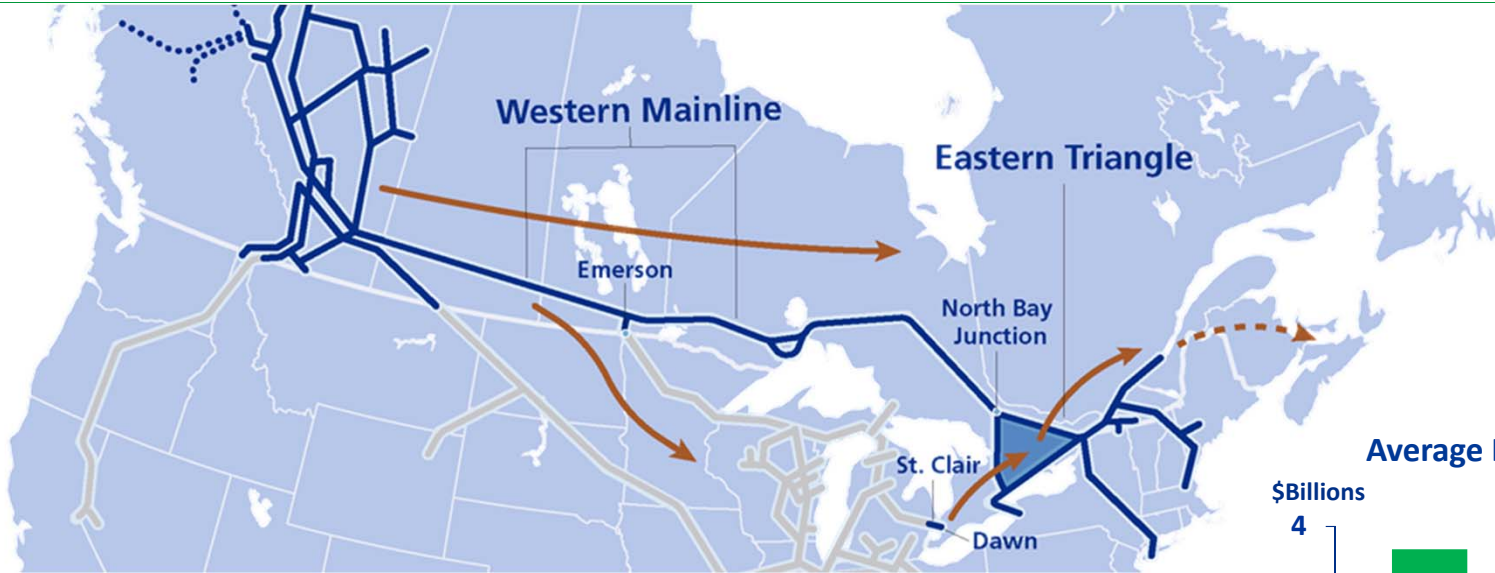 Western Mainline
Eastern Triangle
Emerson
North Bay
Junction
St. Clair
Dawn
Average
$Billions
4